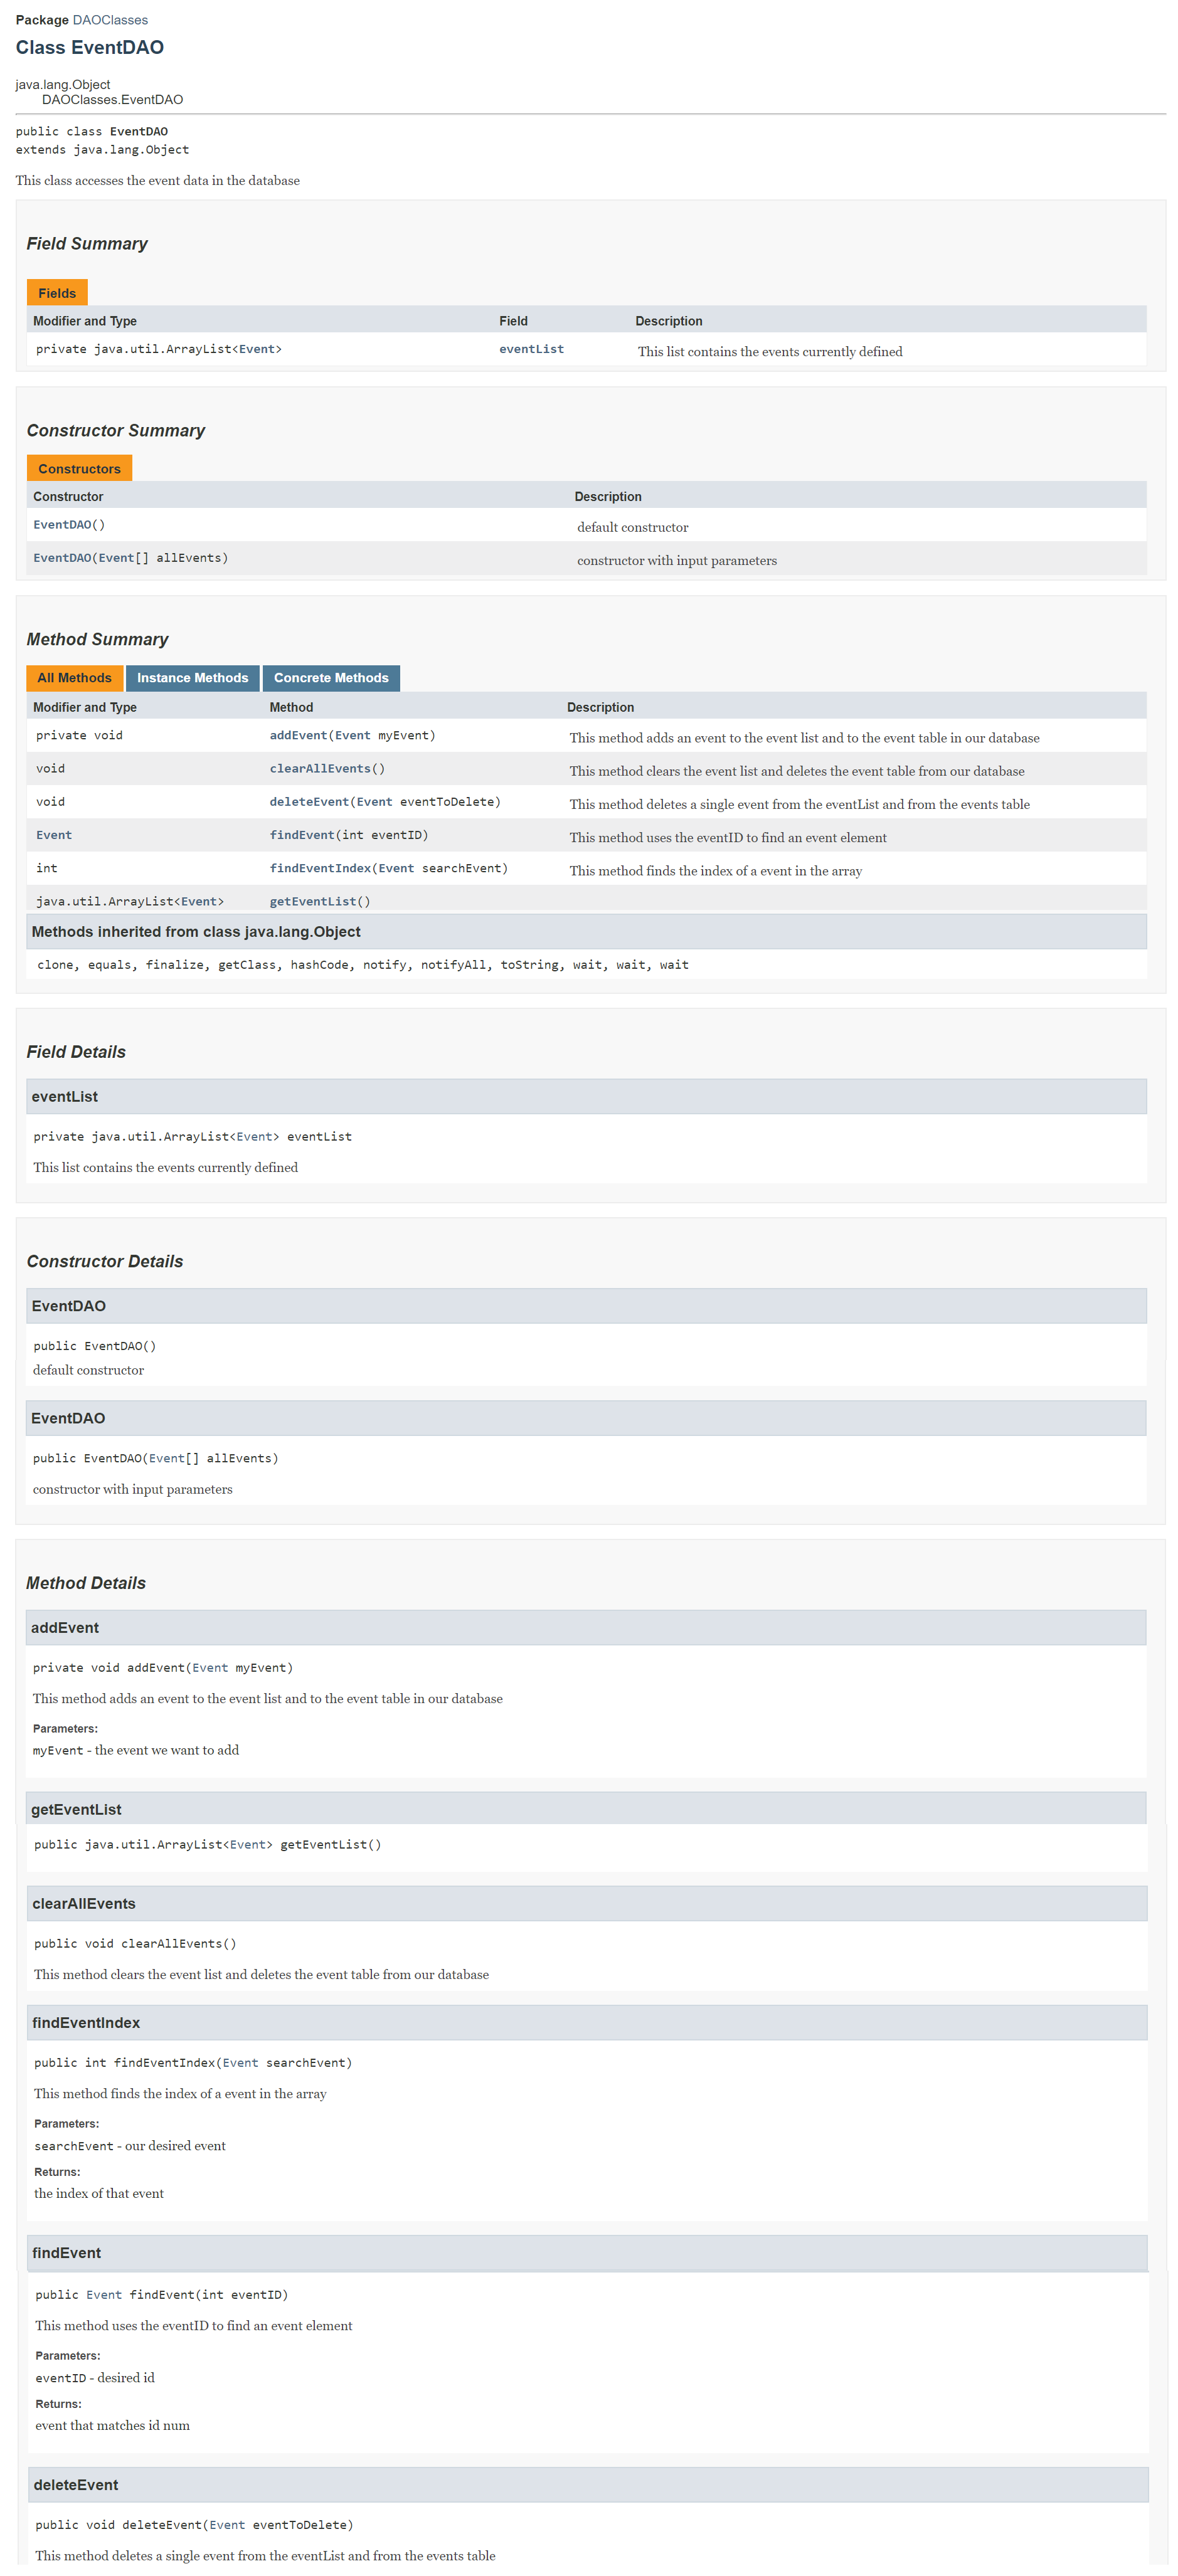 Package DAOClasses
Class EventDAO
java.lang.Object
DAOClasses.EventDAO
public class EventDAO
extends java.lang.Object
This class accesses the event data in the database
Field Summary
Fields
Modifier and Type Field Description
private java.util.ArrayList<Event> eventList This list contains the events currently defined
Constructor Summary
Constructors
Constructor Description
EventDAO() default constructor
EventDAO(Event[] allEvents) constructor with input parameters
Method Summary
All Methods Instance Methods Concrete Methods
Modifier and Type Method Description
private void addEvent(Event myEvent) This method adds an event to the event list and to the event table in our database
void clearAllEvents() This method clears the event list and deletes the event table from our database
void deleteEvent(Event eventToDelete) This method deletes a single event from the eventList and from the events table
Event findEvent(int eventID) This method uses the eventID to find an event element
int findEventIndex(Event searchEvent) This method finds the index of a event in the array
java.util.ArrayList<Event> getEventList()
Methods inherited from class java.lang.Object
clone, equals, finalize, getClass, hashCode, notify, notifyAll, toString, wait, wait, wait
Field Details
eventList
private java.util.ArrayList<Event> eventList
This list contains the events currently defined
Constructor Details
EventDAO
public EventDAO()
default constructor
EventDAO
public EventDAO(Event[] allEvents)
constructor with input parameters
Method Details
addEvent
private void addEvent(Event myEvent)
This method adds an event to the event list and to the event table in our database
Parameters:
myEvent - the event we want to add
getEventList
public java.util.ArrayList<Event> getEventList()
clearAllEvents
public void clearAllEvents()
This method clears the event list and deletes the event table from our database
findEventIndex
public int findEventIndex(Event searchEvent)
This method finds the index of a event in the array
Parameters:
searchEvent - our desired event
Returns:
the index of that event
findEvent
public Event findEvent(int eventID)
This method uses the eventID to find an event element
Parameters:
eventID - desired id
Returns:
event that matches id num
deleteEvent
public void deleteEvent(Event eventToDelete)
This method deletes a single event from the eventList and from the events table